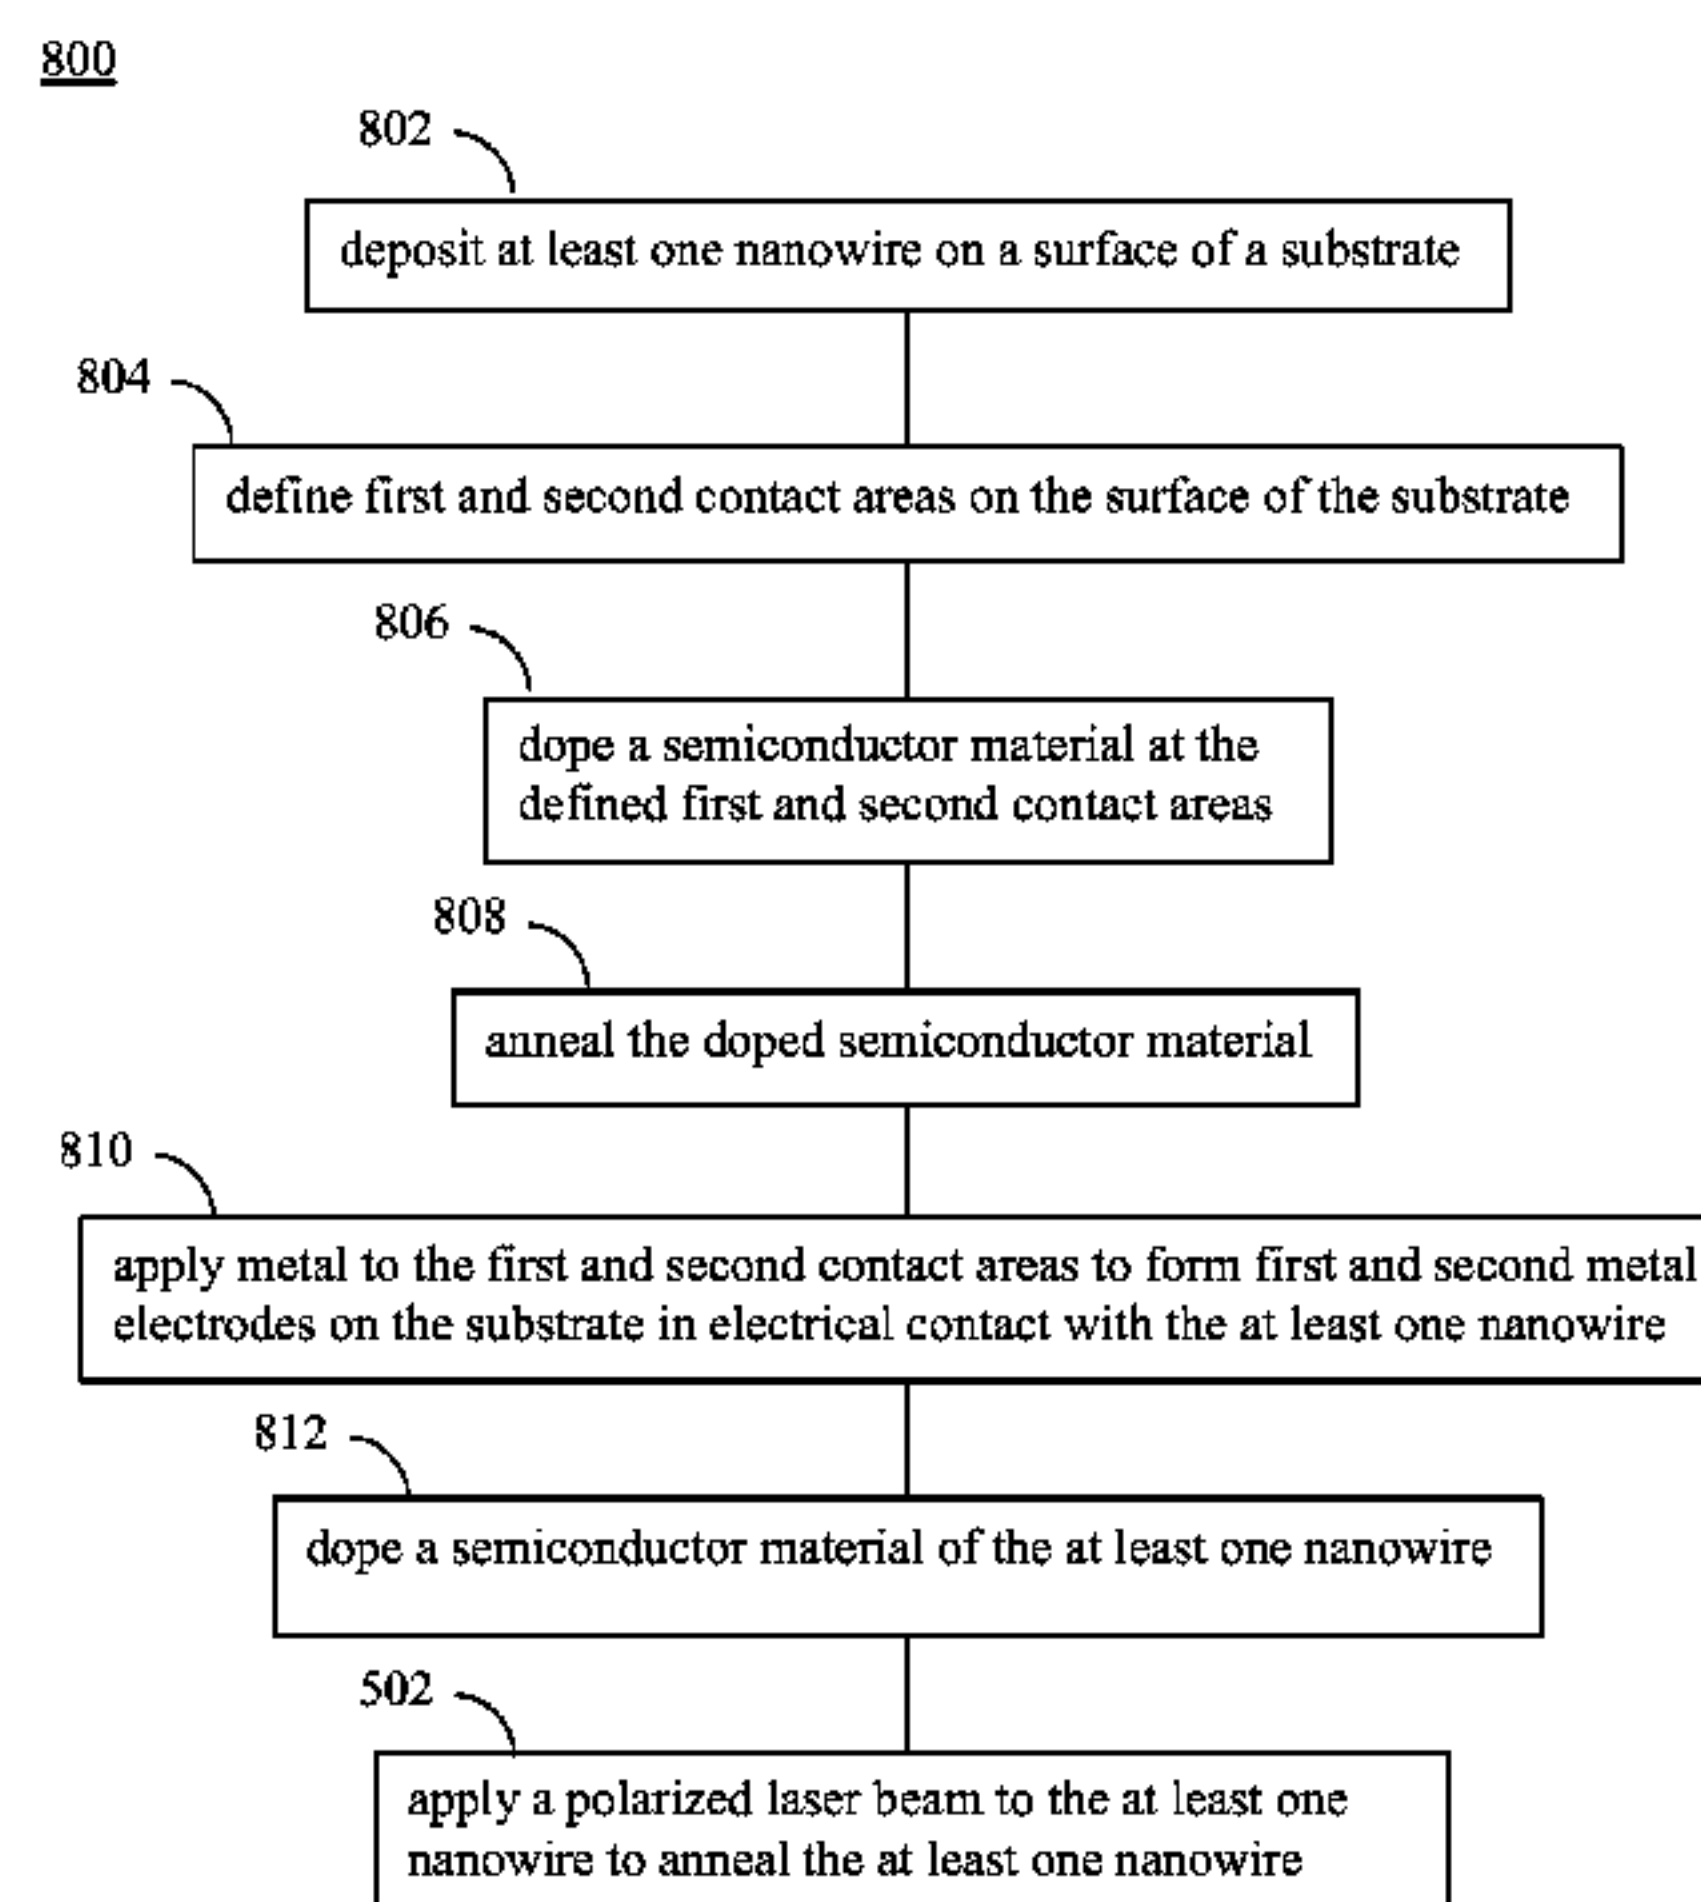 800
802
deposit at least one nanowire on a surface of a substrate
804
define first and second contact areas on the surface of the substrate
806
dope a semiconductor material at the
defined first and second contact areas
808
anneal the doped semiconductor material
810
apply metal to the first and second contact areas to form first and second metal
electrodes on the substrate in electrical contact with the at least one nanowire
812
dope a semiconductor material of the at least one nanowire
502
apply a polarized laser beam to the at least one
nanowire to anneal the at least one nanowire